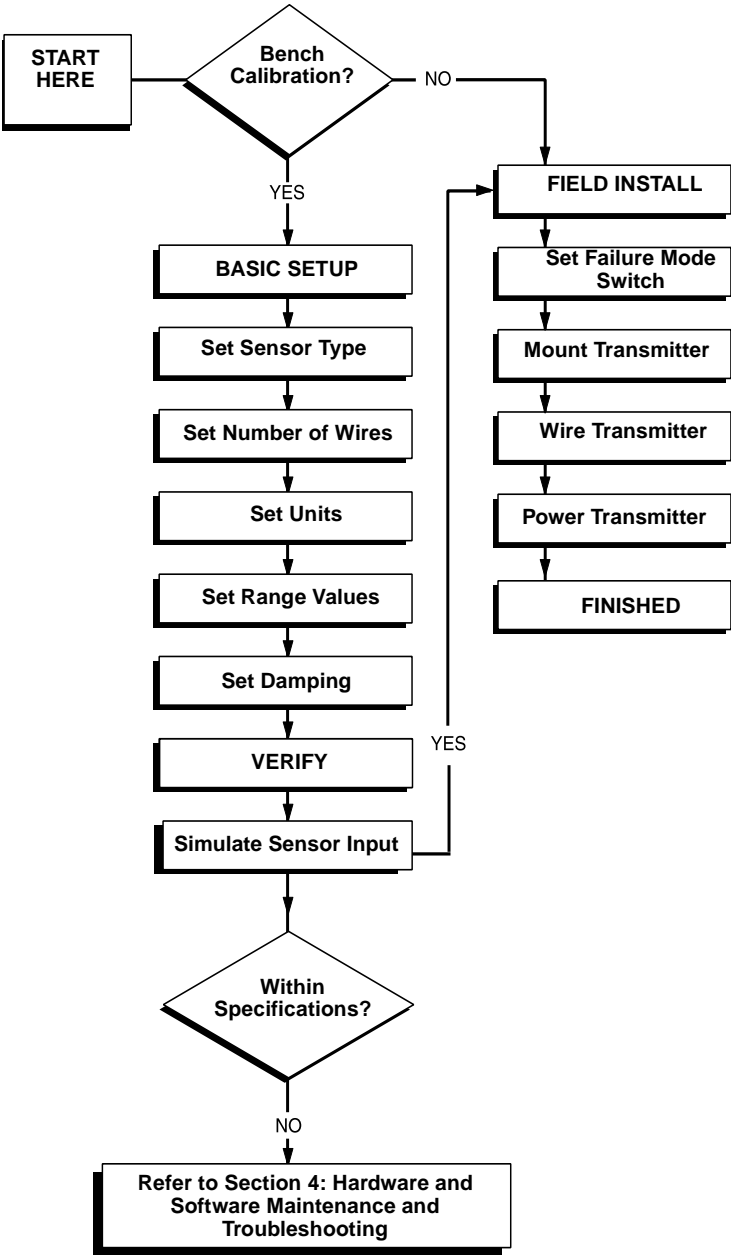 START
HERE
Bench
Calibration?
NO
YES
BASIC SETUP
Set Sensor Type
Set Number of Wires
Set Units
Set Range Values
Set Damping
VERIFY
Simulate Sensor Input
YES
Within
Specifications?
NO
Refer to Section 4: Hardware and
Software Maintenance and
Troubleshooting
FIELD INSTALL
Set Failure Mode
Switch
Mount Transmitter
Wire Transmitter
Power Transmitter
FINISHED